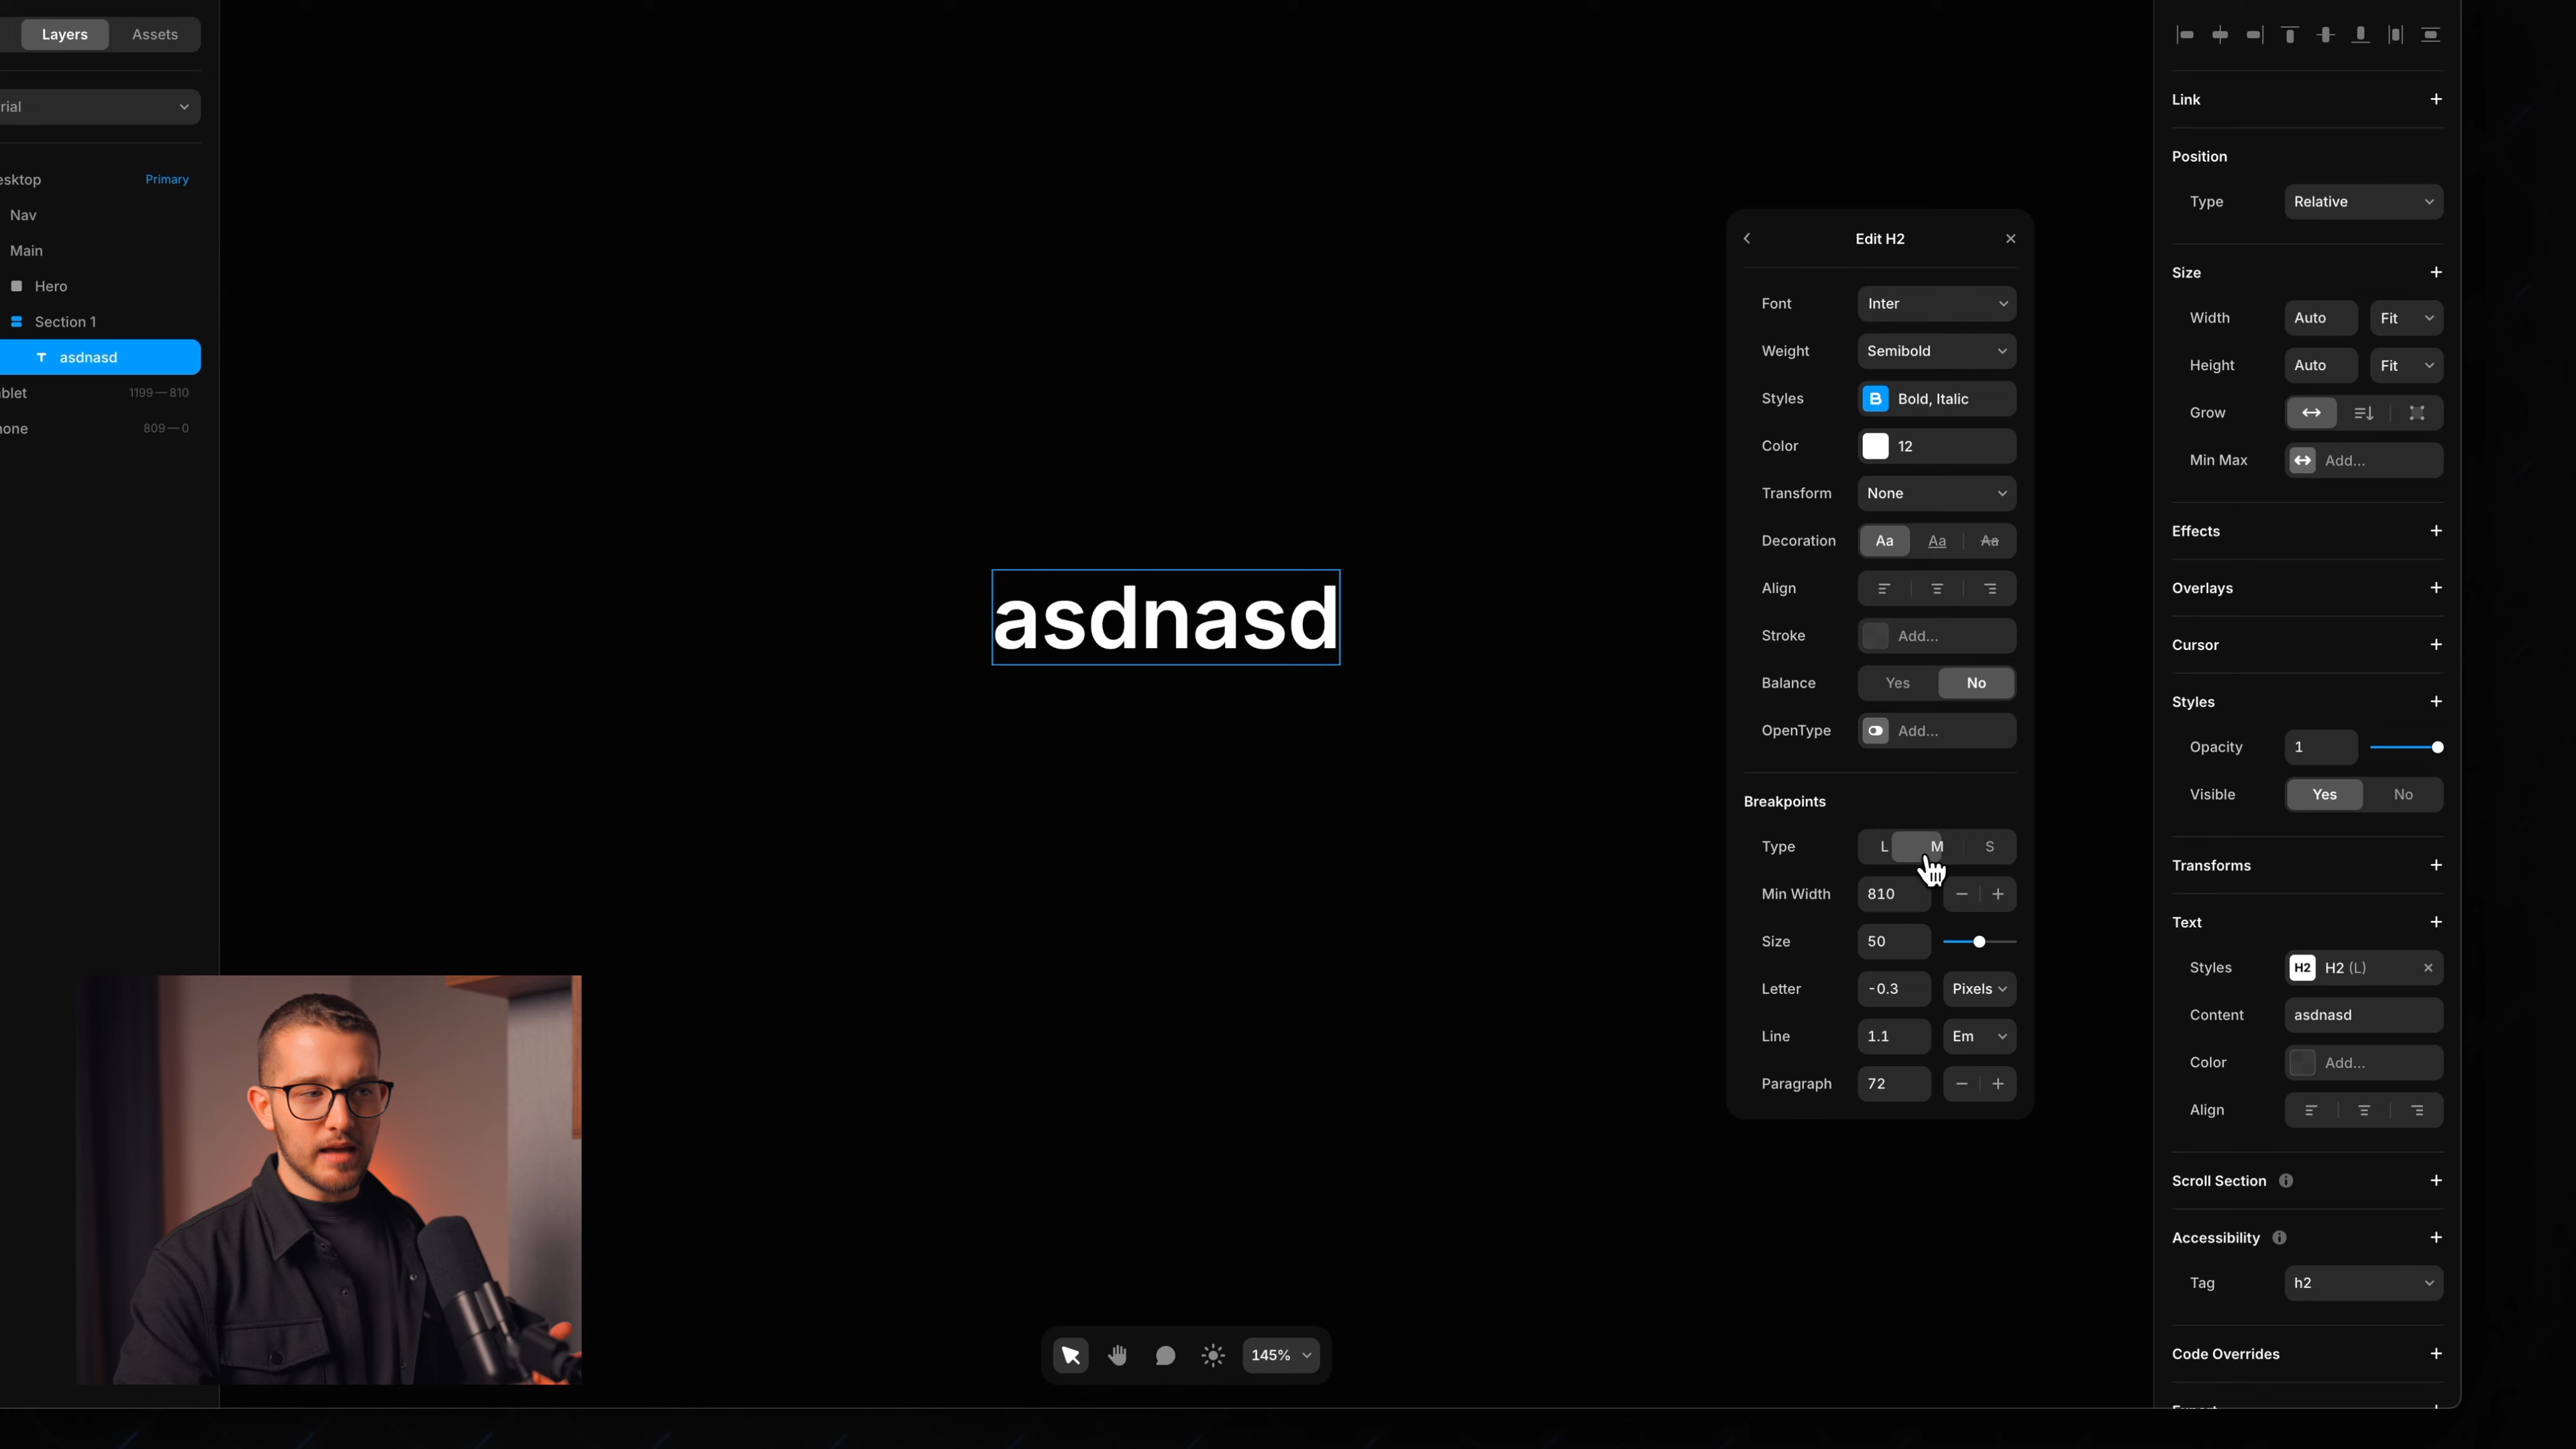 Layers
Assets
rial
esktop
Primary
Nav
Main
Hero
Section 1
asdnasd
ablet
1199 — 810
hone
809 — 0
asdnasd
145%
Edit H2
Font
Inter
Weight
Semibold
Styles
B
Bold, Italic
Color
12
Transform
None
Decoration
Aa
Aa
Aa
Align
Stroke
Add...
Balance
Yes
No
OpenType
Add...
Breakpoints
Type
L
M
S
Min Width
810
Size
50
Letter
-0.3
Pixels
Line
1.1
Em
Paragraph
72
Link
Position
Type
Relative
Size
Width
Auto
Fit
Height
Auto
Fit
Grow
Min Max
Add...
Effects
Overlays
Cursor
Styles
Opacity
1
Visible
Yes
No
Transforms
Text
Styles
H2
H2 (L)
Content
asdnasd
Color
Add...
Align
Scroll Section
Accessibility
Tag
h2
Code Overrides